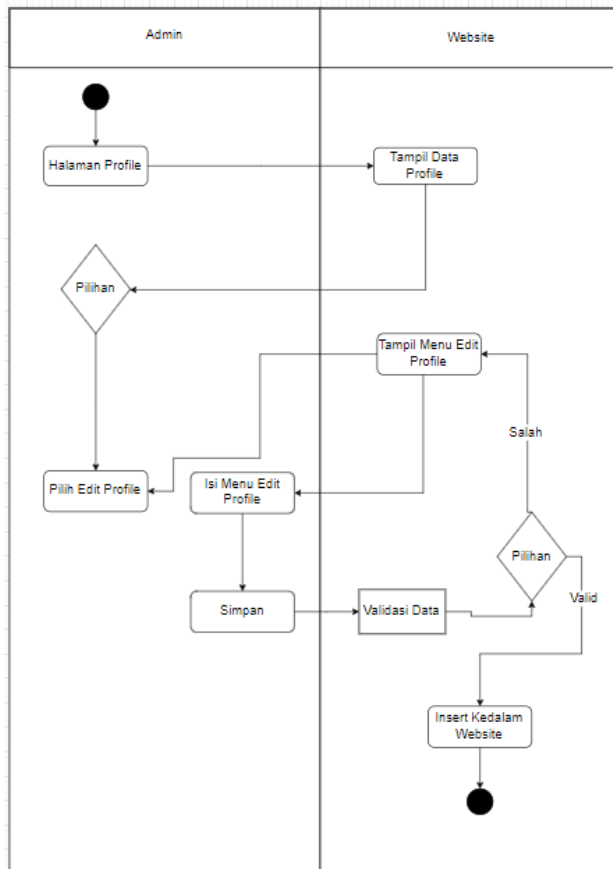 Admin
Website
Halaman Profile
Tampil Data
Profile
Pilihan
Tampil Menu Edit
Profile
Salah
Pilih Edit Profile
Isi Menu Edit
Profile
Pilihan
Valid
Simpan
Validasi Data
Insert Kedalam
Website